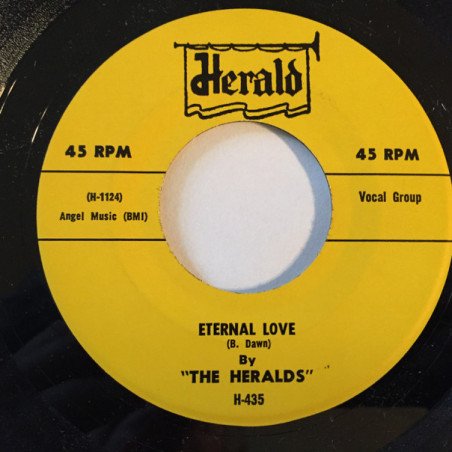 Herald
45 RPM
45 RPM
(H-1124)
Angel Music (BMI)
Vocal Group
ETERNAL LOVE
(B. Dawn)
By
"THE HERALDS"
H-435